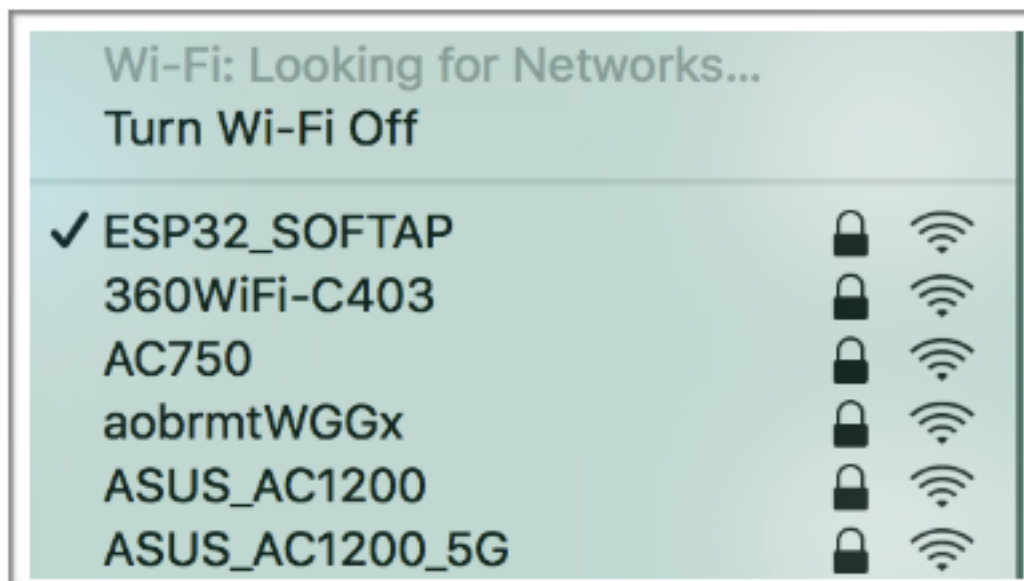 Wi-Fi: Looking for Networks...
Turn Wi-Fi Off
ESP32_SOFTAP
360WiFi-C403
AC750
aobrmtWGGx
ASUS_AC1200
ASUS_AC1200_5G